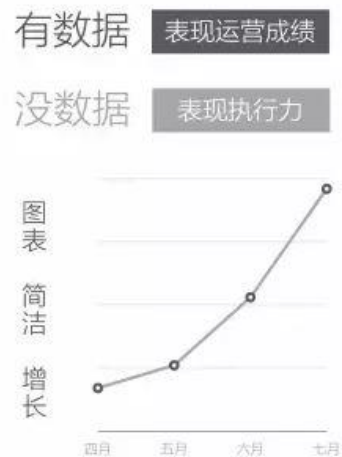 有数据 表现运营成绩
没数据 表现执行力
图表
简洁
增长
四月 五月 六月 七月